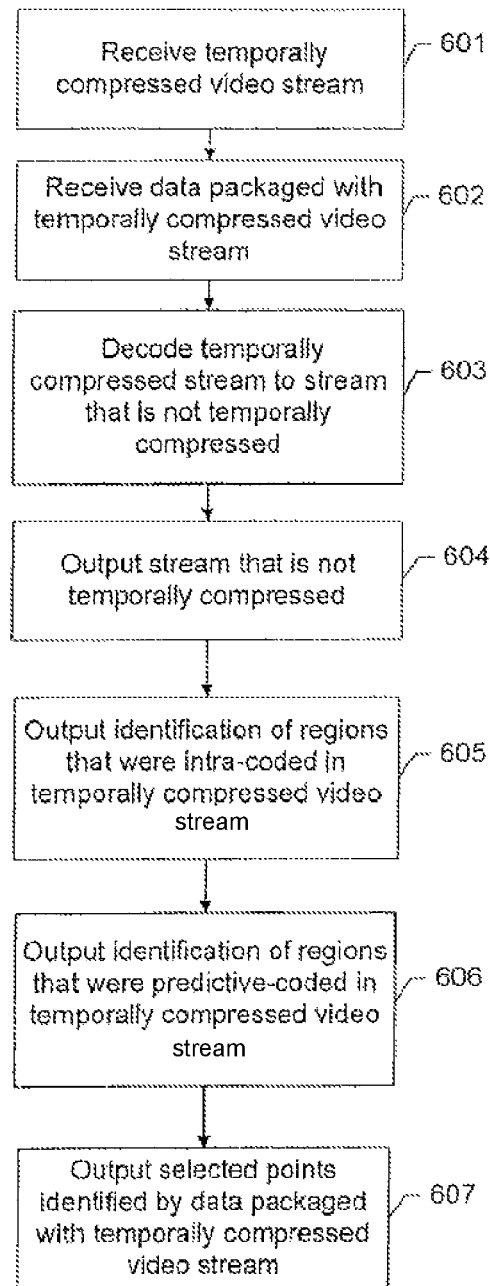 Receive temporally
compressed video stream
601
Receive data packaged with
temporally compressed video
stream
602
Decode temporally
compressed stream to stream
that is not temporally
compressed
603
Output stream that is not
temporally compressed
604
Output identification of regions
that were intra-coded in
temporally compressed video
stream
605
Output identification of regions
that were predictive-coded in
temporally compressed video
stream
606
Output selected points
identified by data packaged
with temporally compressed
video stream
607